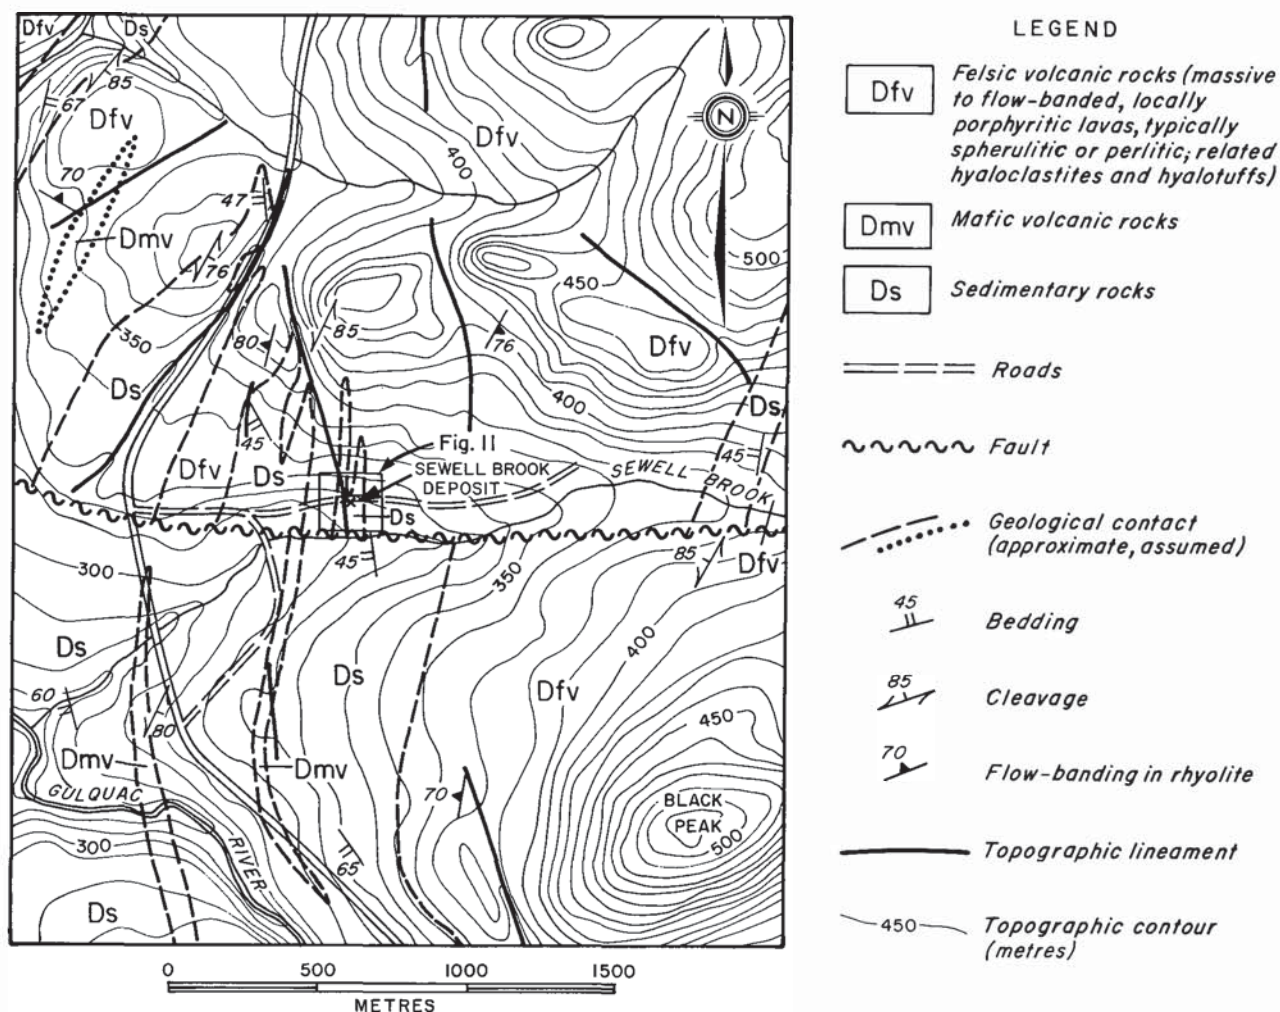 Dfv
Ds
85
67
Dfv
70
Dmv
47
76
350
Ds
Dfv
400
N
500
450
85
80
76
Dfv
400
Ds
45
45
Dfv
Ds
Fig. 11
SEWELL BROOK
DEPOSIT
SEWELL BROOK
Ds
45
300
350
85
Dfv
Ds
60
80
Dmv
GULQUAC
RIVER
300
Ds
Ds
Dmv
65
70
Dfv
400
450
BLACK
PEAK
500
0 500 1000 1500
METRES
LEGEND
Dfv
Felsic volcanic rocks (massive
to flow-banded, locally
porphyritic lavas, typically
spherulitic or perlitic; related
hyaloclastites and hyalotuffs)
Dmv
Mafic volcanic rocks
Ds
Sedimentary rocks
Roads
Fault
Geological contact
(approximate, assumed)
45
Bedding
85
Cleavage
70
Flow-banding in rhyolite
Topographic lineament
450
Topographic contour
(metres)